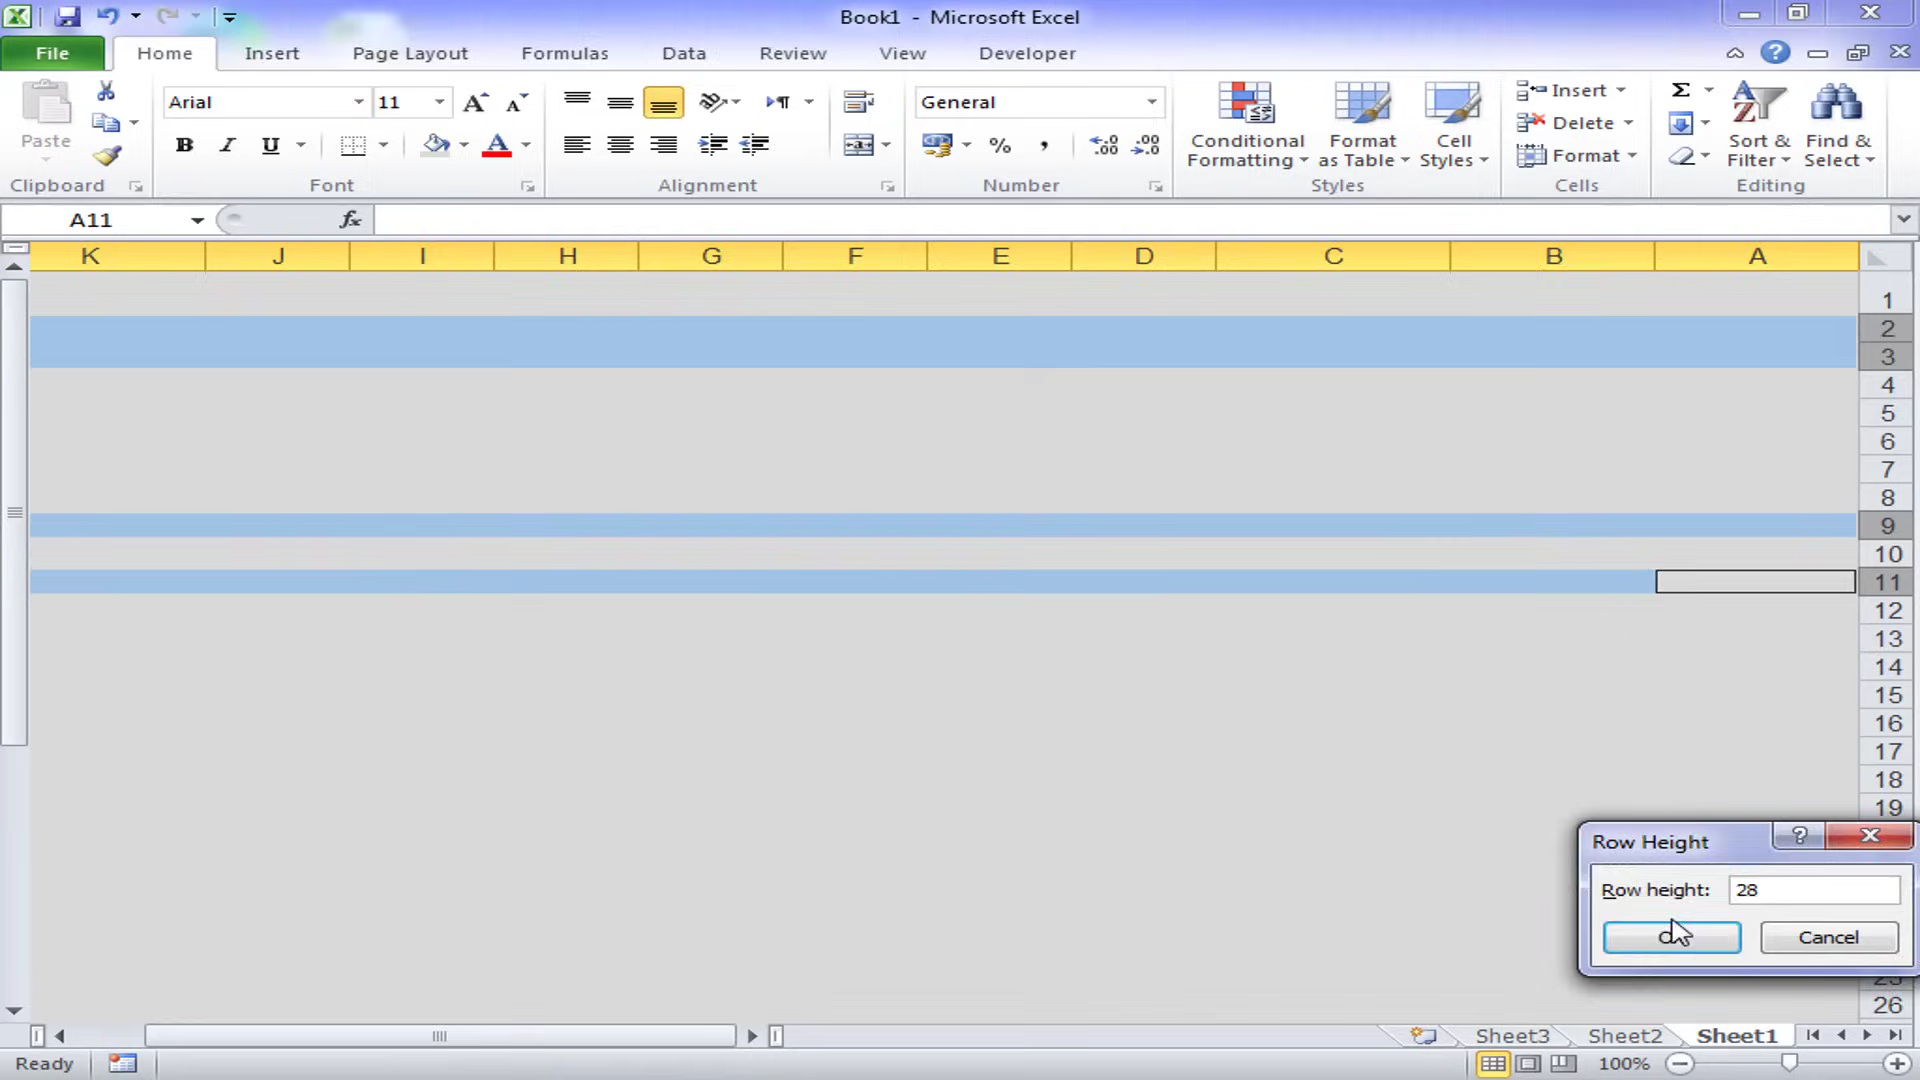 Book1 - Microsoft Excel
File Home Insert Page Layout Formulas Data Review View Developer
Paste
Clipboard
Arial 11
B I U A
Font
Alignment
General
% ,
Number
Conditional Formatting
Format as Table
Cell Styles
Styles
Insert
Delete
Format
Cells
Σ
Sort & Filter
Find & Select
Editing
A11 fx
K J I H G F E D C B A
1
2
3
4
5
6
7
8
9
10
11
12
13
14
15
16
17
18
19
Row Height
Row height: 28
Cancel
26
Sheet3 Sheet2 Sheet1
Ready 100%